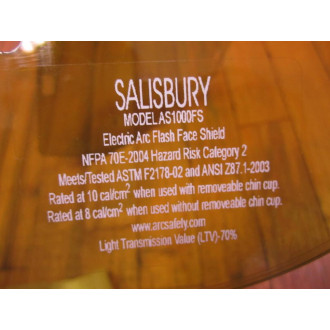 SALISBURY
MODEL AS1000FS
Electric Arc Flash Face Shield
NFPA 70E-2004 Hazard Risk Category 2
Meets/Tested ASTM F2178-02 and ANSI Z87.1-2003
Rated at 10 cal/cm² when used with removeable chin cup.
Rated at 8 cal/cm² when used without removeable chin cup.
www.arcsafety.com
Light Transmission Value (LTV)-70%